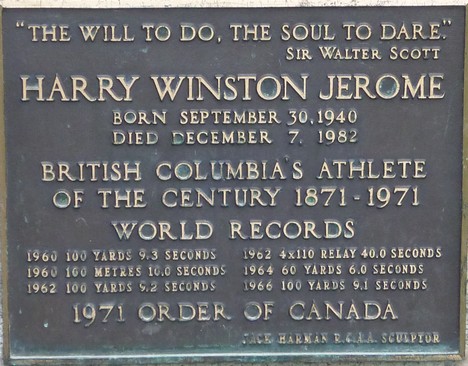 "THE WILL TO DO, THE SOUL TO DARE."
SIR WALTER SCOTT
HARRY WINSTON JEROME
BORN SEPTEMBER 30, 1940
DIED DECEMBER 7, 1982
BRITISH COLUMBIA'S ATHLETE
OF THE CENTURY 1871-1971
WORLD RECORDS
1960 100 YARDS 9.3 SECONDS
1960 100 METRES 10.0 SECONDS
1962 100 YARDS 9.2 SECONDS
1962 4x110 RELAY 40.0 SECONDS
1964 60 YARDS 6.0 SECONDS
1966 100 YARDS 9.1 SECONDS
1971 ORDER OF CANADA
JACK HARMAN R.C.A.A. SCULPTOR